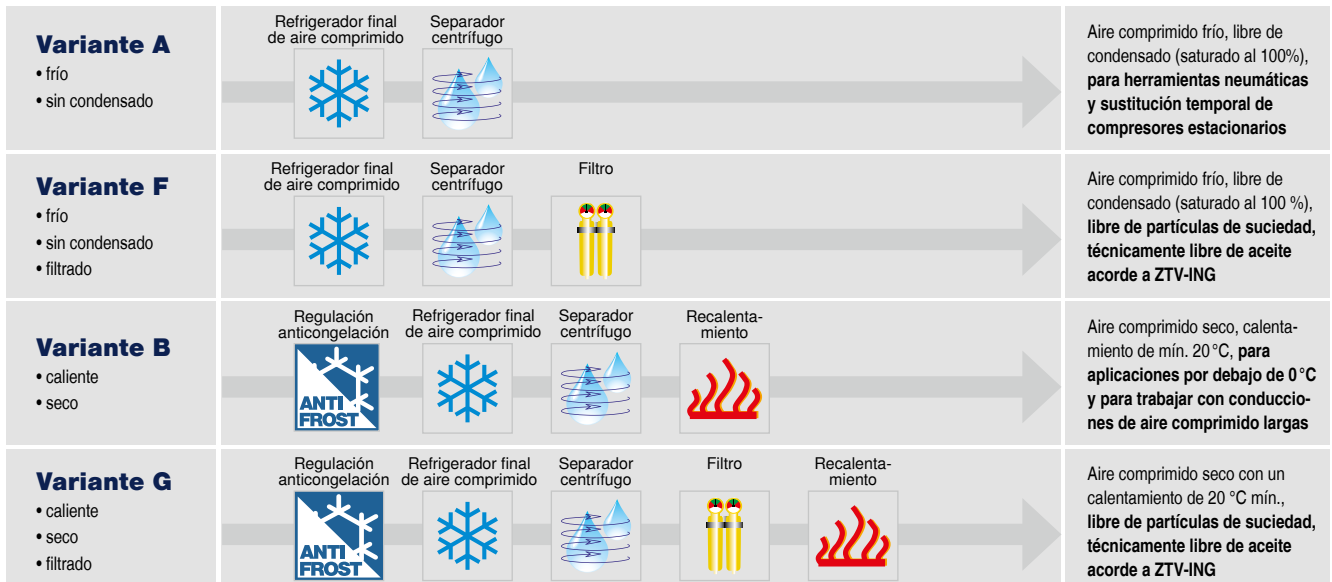 Variante A
• frío
• sin condensado
Refrigerador final
de aire comprimido
Separador
centrífugo
Aire comprimido frío, libre de
condensado (saturado al 100%),
para herramientas neumáticas
y sustitución temporal de
compresores estacionarios
Variante F
• frío
• sin condensado
• filtrado
Refrigerador final
de aire comprimido
Separador
centrífugo
Filtro
Aire comprimido frío, libre de
condensado (saturado al 100 %),
libre de partículas de suciedad,
técnicamente libre de aceite
acorde a ZTV-ING
Variante B
• caliente
• seco
Regulación
anticongelación
ANTI
FROST
Refrigerador final
de aire comprimido
Separador
centrífugo
Recalenta-
miento
Aire comprimido seco, calenta-
miento de mín. 20 °C, para
aplicaciones por debajo de 0 °C
y para trabajar con conduccio-
nes de aire comprimido largas
Variante G
• caliente
• seco
• filtrado
Regulación
anticongelación
ANTI
FROST
Refrigerador final
de aire comprimido
Separador
centrífugo
Filtro
Recalenta-
miento
Aire comprimido seco con un
calentamiento de 20 °C mín.,
libre de partículas de suciedad,
técnicamente libre de aceite
acorde a ZTV-ING